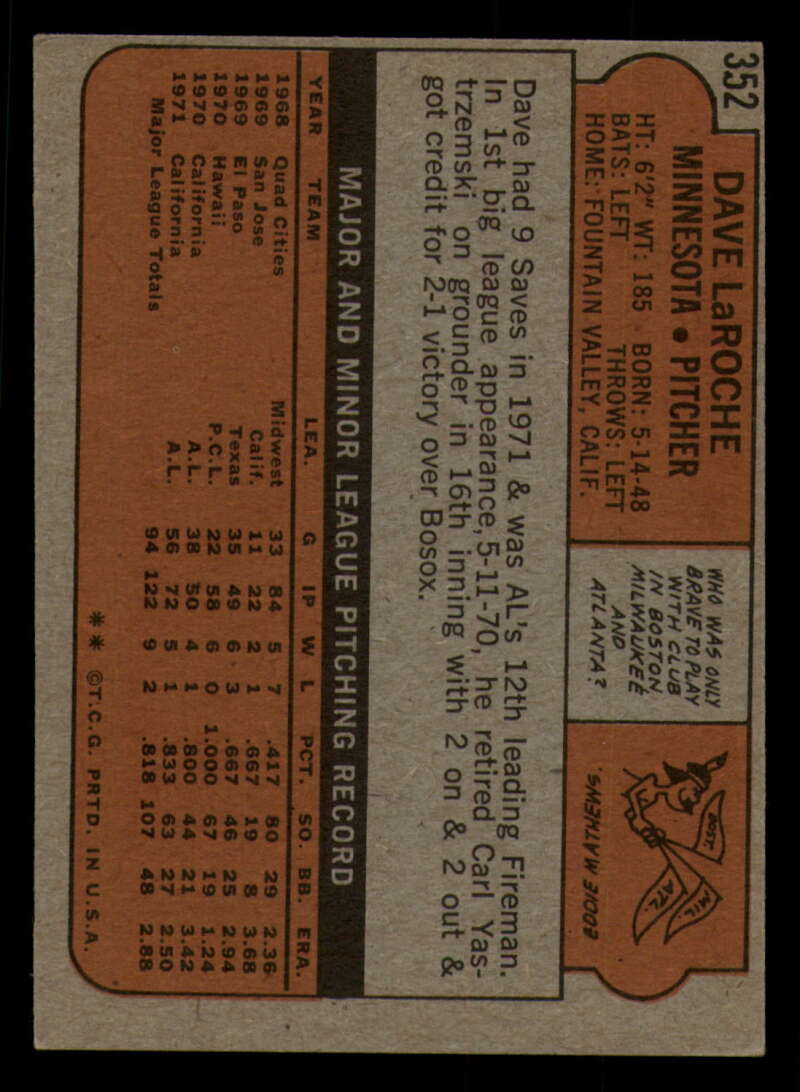 352
DAVE LaROCHE
MINNESOTA • PITCHER
HT: 6'2" WT: 185 BORN: 5-14-48
BATS: LEFT THROWS: LEFT
HOME: FOUNTAIN VALLEY, CALIF.
WHO WAS ONLY
BRAVE TO PLAY
WITH CLUB
IN BOSTON
MILWAUKEE
AND
ATLANTA?
BOST.
MIL.
ATL.
EDDIE MATHEWS.
Dave had 9 Saves in 1971 & was AL's 12th leading Fireman.
In 1st big league appearance, 5-11-70, he retired Carl Yas-
trzemski on grounder in 16th inning with 2 on & 2 out &
got credit for 2-1 victory over Bosox.
MAJOR AND MINOR LEAGUE PITCHING RECORD
YEAR TEAM LEA. G IP W L PCT. SO. BB. ERA.
1968 Quad Cities Midwest 33 84 5 7 .417 80 29 2.36
1969 San Jose Calif. 11 22 2 1 .667 19 8 3.68
1969 El Paso Texas 35 49 6 3 .667 46 25 2.94
1970 Hawaii P.C.L. 22 58 6 0 1.000 67 19 1.24
1970 California A.L. 38 50 4 1 .800 44 21 3.42
1971 California A.L. 56 72 5 1 .833 63 27 2.50
Major League Totals 94 122 9 2 .818 107 48 2.88
** ©T.C.G. PRTD. IN U.S.A.